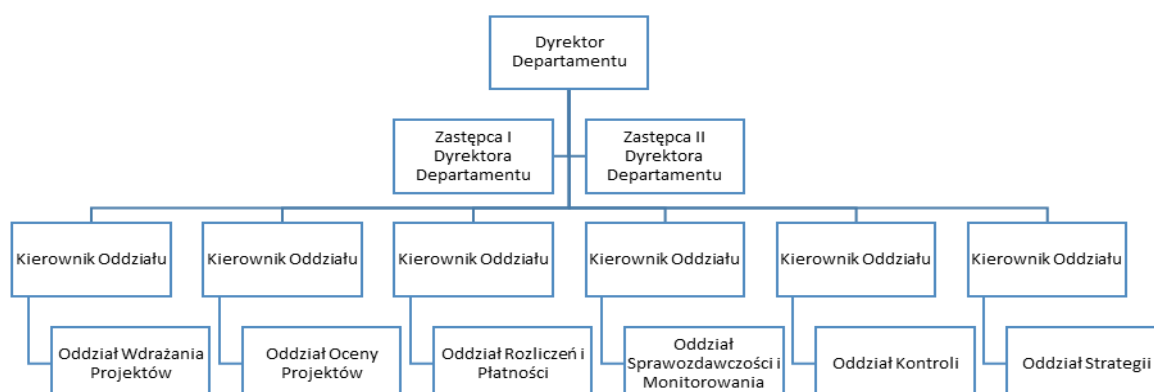 Dyrektor
Departamentu
Zastępca I
Dyrektora
Departamentu
Zastępca II
Dyrektora
Departamentu
Kierownik Oddziału
Kierownik Oddziału
Kierownik Oddziału
Kierownik Oddziału
Kierownik Oddziału
Kierownik Oddziału
Oddział Wdrażania
Projektów
Oddział Oceny
Projektów
Oddział Rozliczeń i
Płatności
Oddział
Sprawozdawczości i
Monitorowania
Oddział Kontroli
Oddział Strategii